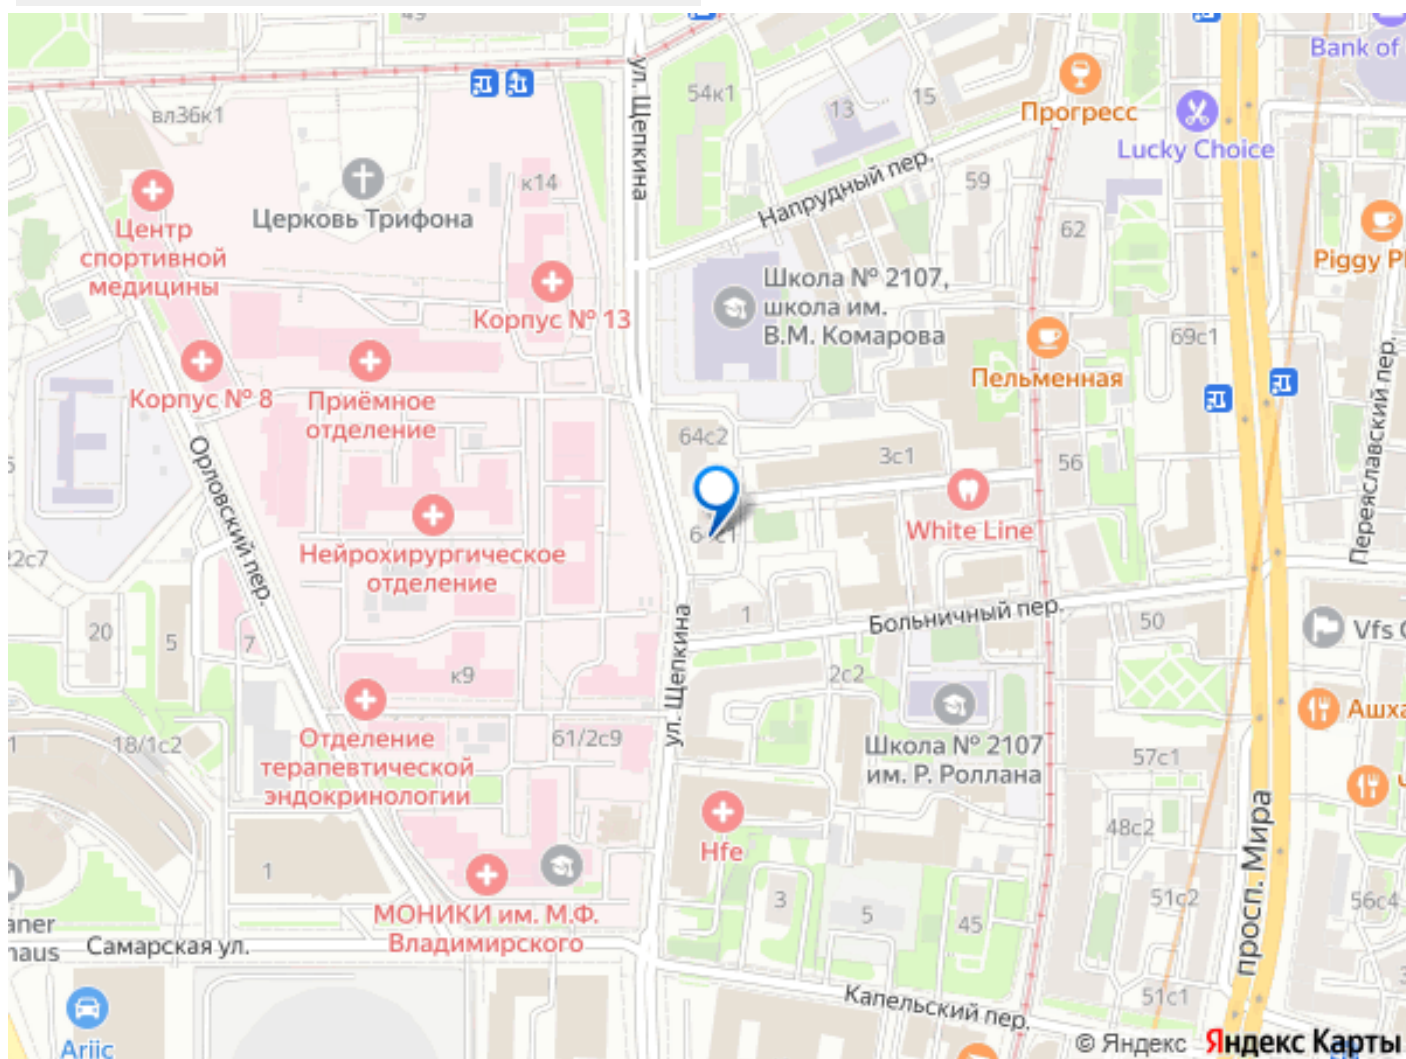 49
Bank of
вл36к1
54к1
13
15
Прогресс
Lucky Choice
ул. Щепкина
к14
Напрудный пер.
59
Церковь Трифона
Центр
спортивной
медицины
62
Piggy
Школа № 2107,
школа им.
В.М. Комарова
Корпус № 13
69с1
Пельменная
Корпус № 8
Приёмное
отделение
Переяславский пер.
64с2
3с1
56
Орловский пер.
White Line
Нейрохирургическое
отделение
22с7
20
5
7
1
Больничный пер.
50
Vfs
ул. Щепкина
к9
2с2
Ашха
18/1с2
Отделение
терапевтической
эндокринологии
61/2с9
Школа № 2107
им. Р. Роллана
57с1
48с2
Hfe
1
3
5
45
51с2
56с4
просп. Мира
МОНИКИ им. М.Ф.
Владимирского
aner
haus
Самарская ул.
Капельский пер.
51с1
Ariic
© Яндекс Яндекс Карты